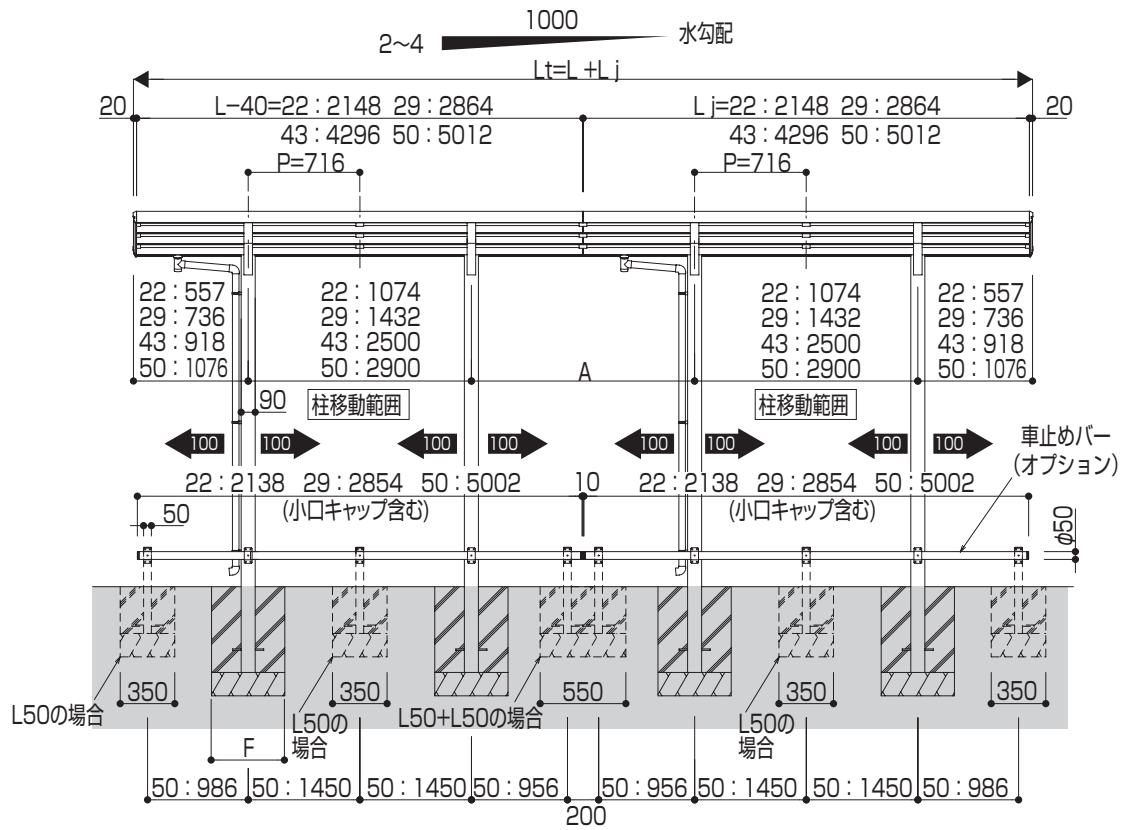 1000
2〜4 水勾配
Lt=L+Lj
20 L−40=22：2148 29：2864 Lj=22：2148 29：2864 20
43：4296 50：5012 43：4296 50：5012
P=716 P=716
22：557 22：1074 22：1074 22：557
29：736 29：1432 29：1432 29：736
43：918 43：2500 43：2500 43：918
50：1076 50：2900 A 50：2900 50：1076
90 柱移動範囲 柱移動範囲
100 100 100 100 100 100 100 100
車止めバー
(オプション)
22：2138 29：2854 50：5002 10 22：2138 29：2854 50：5002
(小口キャップ含む) (小口キャップ含む)
50 φ50
350 350 550 350 350
L50の場合 L50の場合 L50+L50の場合 L50の場合
F
50：986 50：1450 50：1450 50：956 50：956 50：1450 50：1450 50：986
200